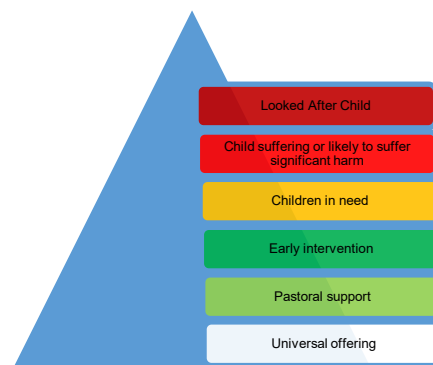 Looked After Child
Child suffering or likely to suffer
significant harm
Children in need
Early intervention
Pastoral support
Universal offering